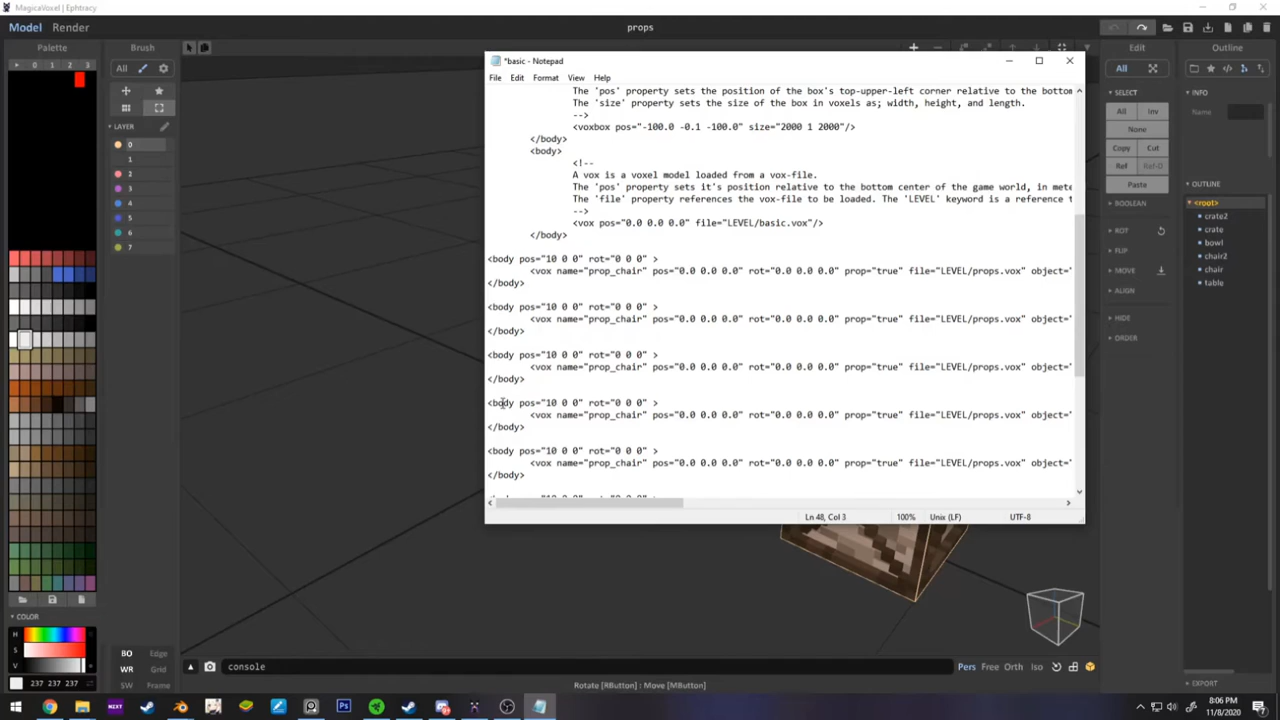 MagicaVoxel | Ephtracy
Model Render
props
Palette
Brush
Edit
Outline
0 1 2 3
All
All
LAYER
0
1
2
3
4
5
6
7
*basic - Notepad
File Edit Format View Help
The 'pos' property sets the position of the box's top-upper-left corner relative to the bottom
The 'size' property sets the size of the box in voxels as; width, height, and length.
-->
<voxbox pos="-100.0 -0.1 -100.0" size="2000 1 2000"/>
</body>
<body>
<!--
A vox is a voxel model loaded from a vox-file.
The 'pos' property sets it's position relative to the bottom center of the game world, in mete
The 'file' property references the vox-file to be loaded. The 'LEVEL' keyword is a reference t
-->
<vox pos="0.0 0.0 0.0" file="LEVEL/basic.vox"/>
</body>
<body pos="10 0 0" rot="0 0 0" >
<vox name="prop_chair" pos="0.0 0.0 0.0" rot="0.0 0.0 0.0" prop="true" file="LEVEL/props.vox" object="
</body>
<body pos="10 0 0" rot="0 0 0" >
<vox name="prop_chair" pos="0.0 0.0 0.0" rot="0.0 0.0 0.0" prop="true" file="LEVEL/props.vox" object="
</body>
<body pos="10 0 0" rot="0 0 0" >
<vox name="prop_chair" pos="0.0 0.0 0.0" rot="0.0 0.0 0.0" prop="true" file="LEVEL/props.vox" object="
</body>
<body pos="10 0 0" rot="0 0 0" >
<vox name="prop_chair" pos="0.0 0.0 0.0" rot="0.0 0.0 0.0" prop="true" file="LEVEL/props.vox" object="
</body>
<body pos="10 0 0" rot="0 0 0" >
<vox name="prop_chair" pos="0.0 0.0 0.0" rot="0.0 0.0 0.0" prop="true" file="LEVEL/props.vox" object="
</body>
Ln 48, Col 3 100% Unix (LF) UTF-8
SELECT
All Inv
None
Copy Cut
Ref Ref-D
Paste
BOOLEAN
ROT
FLIP
MOVE
ALIGN
HIDE
ORDER
INFO
Name
OUTLINE
<root>
crate2
crate
bowl
chair2
chair
table
EXPORT
COLOR
H
S
V
237 237 237
BO Edge
WR Grid
SW Frame
console
Pers Free Orth Iso
Rotate [RButton] : Move [MButton]
NEXT
Ps
8:06 PM
11/8/2020